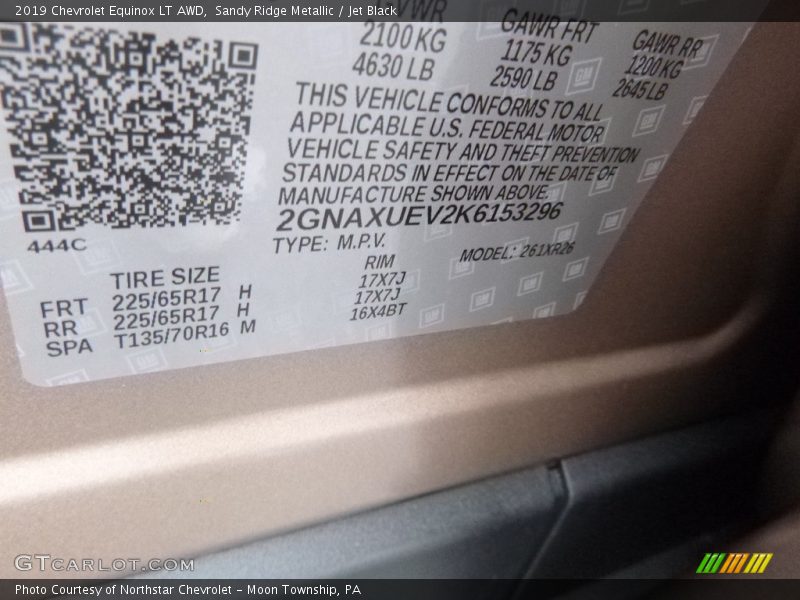 2019 Chevrolet Equinox LT AWD, Sandy Ridge Metallic / Jet Black
GAWR FRT
GAWR RR
2100 KG
1175 KG
1200 KG
4630 LB
2590 LB
2645 LB
THIS VEHICLE CONFORMS TO ALL
APPLICABLE U.S. FEDERAL MOTOR
VEHICLE SAFETY AND THEFT PREVENTION
STANDARDS IN EFFECT ON THE DATE OF
MANUFACTURE SHOWN ABOVE.
2GNAXUEV2K6153296
TYPE: M.P.V.
MODEL: 261XR26
444C
TIRE SIZE
RIM
FRT 225/65R17 H 17X7J
RR 225/65R17 H 17X7J
SPA T135/70R16 M 16X4BT
GTCARLOT.COM
Photo Courtesy of Northstar Chevrolet - Moon Township, PA